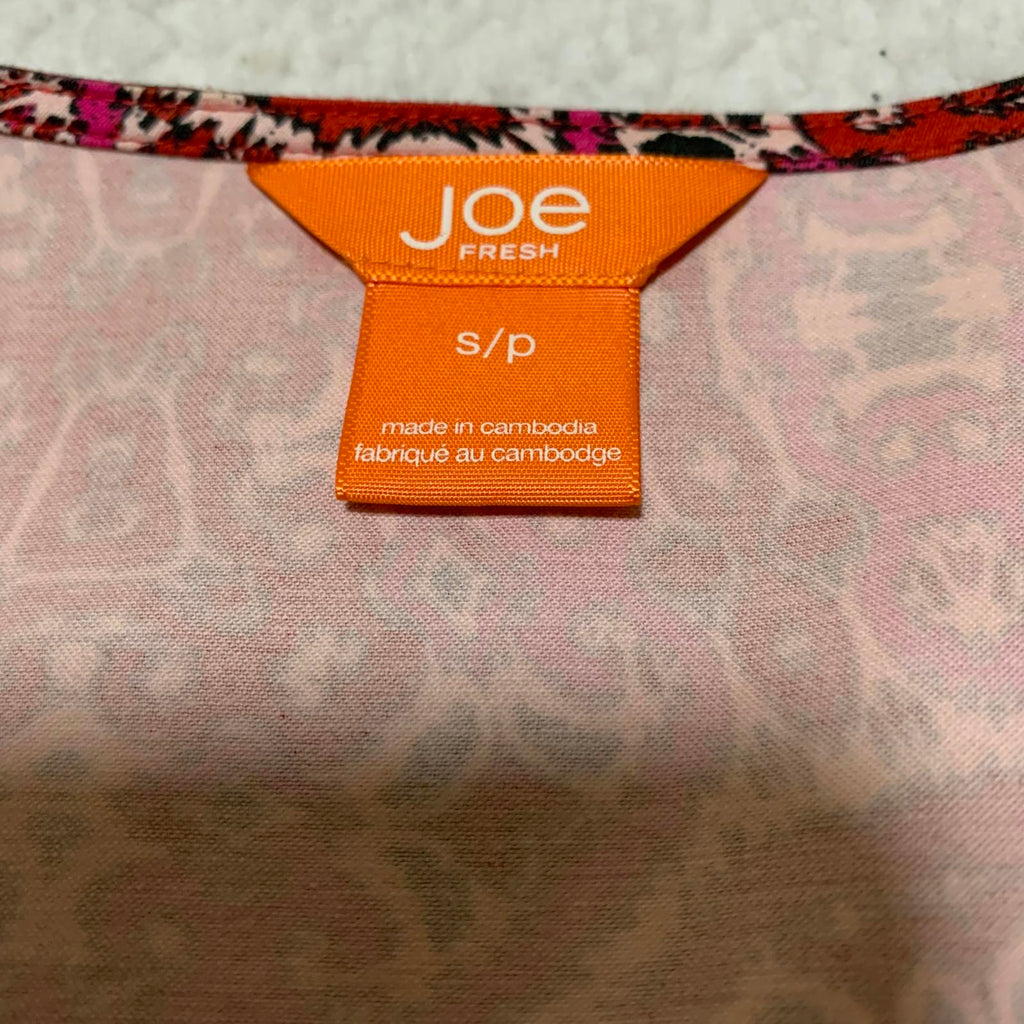 Joe
FRESH
s/p
made in cambodia
fabriqué au cambodge